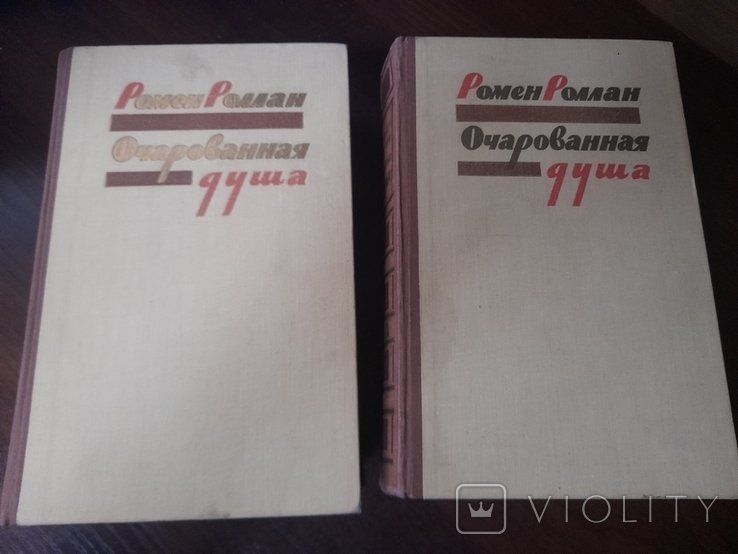 Ромен Роллан
Очарованная
душа
Ромен Роллан
Очарованная
душа
VIOLITY